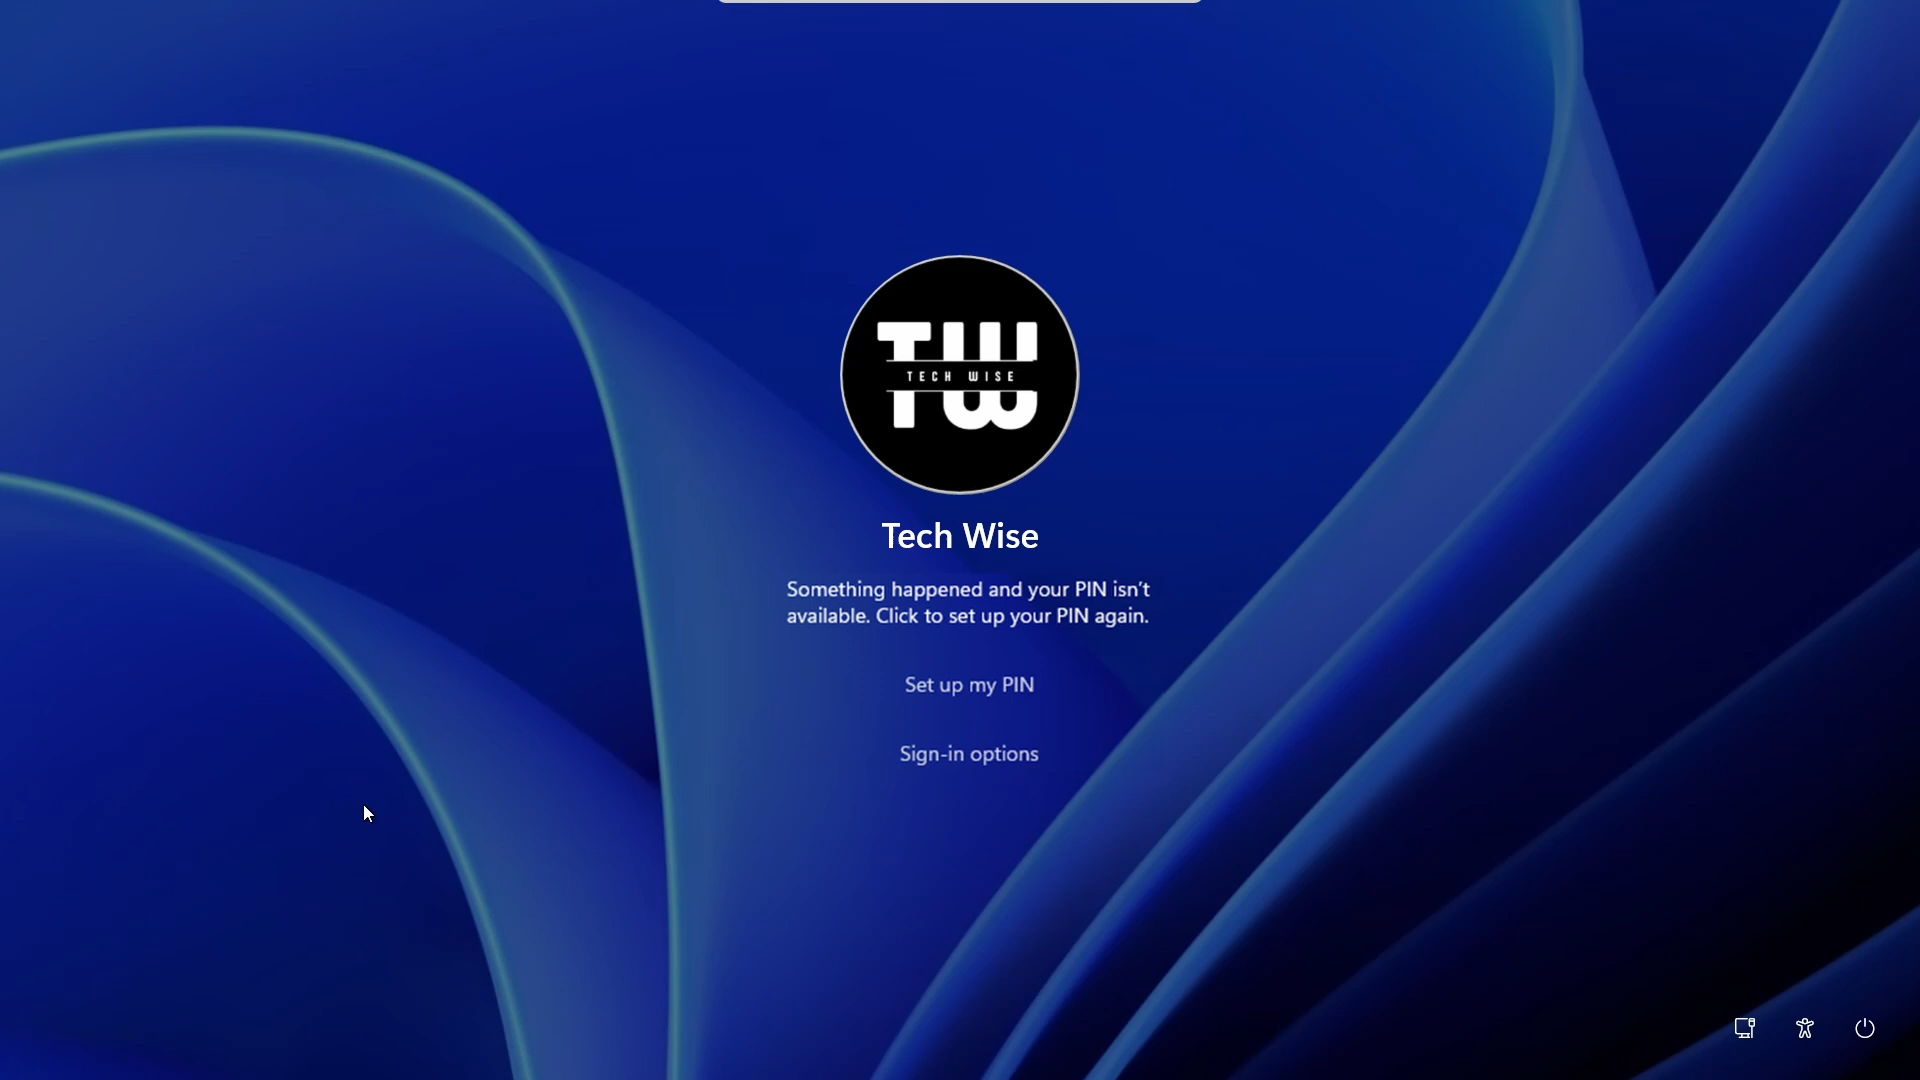 TW
TECH WISE
Tech Wise
Something happened and your PIN isn't
available. Click to set up your PIN again.
Set up my PIN
Sign-in options